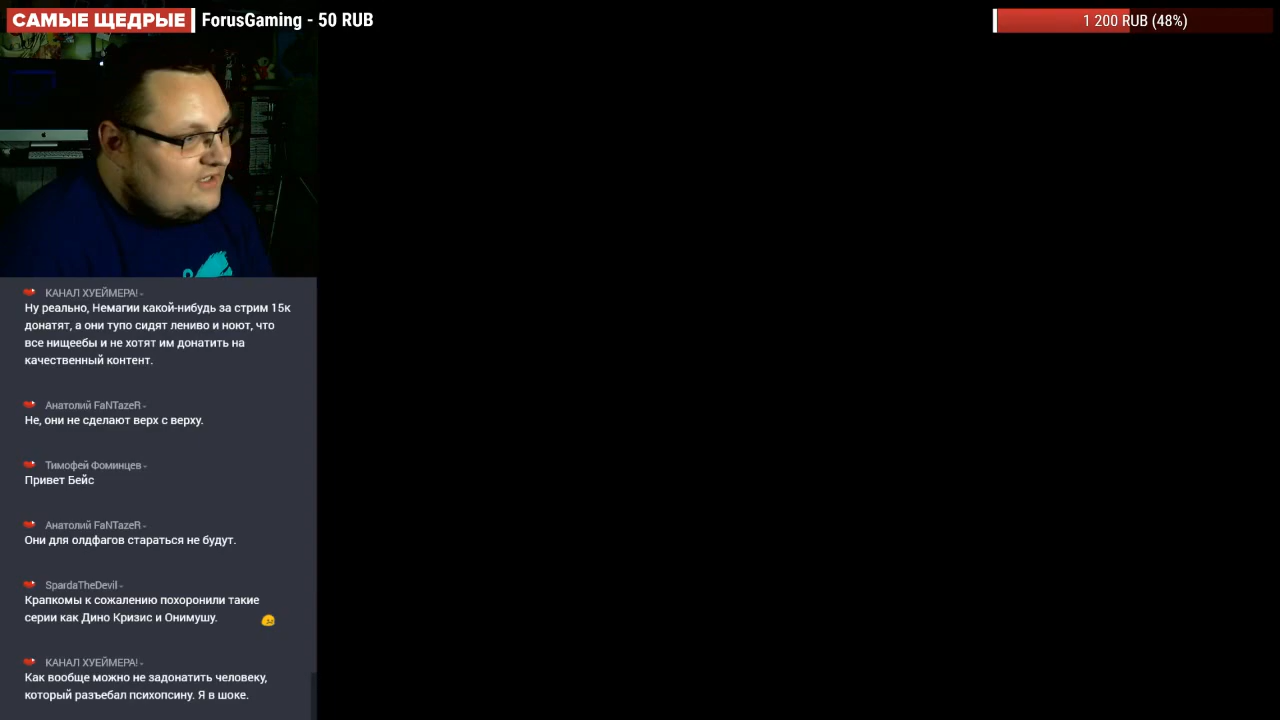 САМЫЕ ЩЕДРЫЕ ForusGaming - 50 RUB
1 200 RUB (48%)
КАНАЛ ХУЕЙМЕРА!
Ну реально, Немагии какой-нибудь за стрим 15к
донатят, а они тупо сидят лениво и ноют, что
все нищеебы и не хотят им донатить на
качественный контент.
Анатолий FaNTazeR
Не, они не сделают верх с верху.
Тимофей Фоминцев
Привет Бейс
Анатолий FaNTazeR
Они для олдфагов стараться не будут.
SpardaTheDevil
Крапкомы к сожалению похоронили такие
серии как Дино Кризис и Онимушу.
КАНАЛ ХУЕЙМЕРА!
Как вообще можно не задонатить человеку,
который разъебал психопсину. Я в шоке.